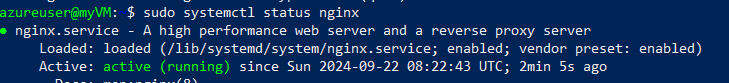 azureuser@myVM: $ sudo systemctl status nginx
● nginx.service - A high performance web server and a reverse proxy server
Loaded: loaded (/lib/systemd/system/nginx.service; enabled; vendor preset: enabled)
Active: active (running) since Sun 2024-09-22 08:22:43 UTC; 2min 5s ago